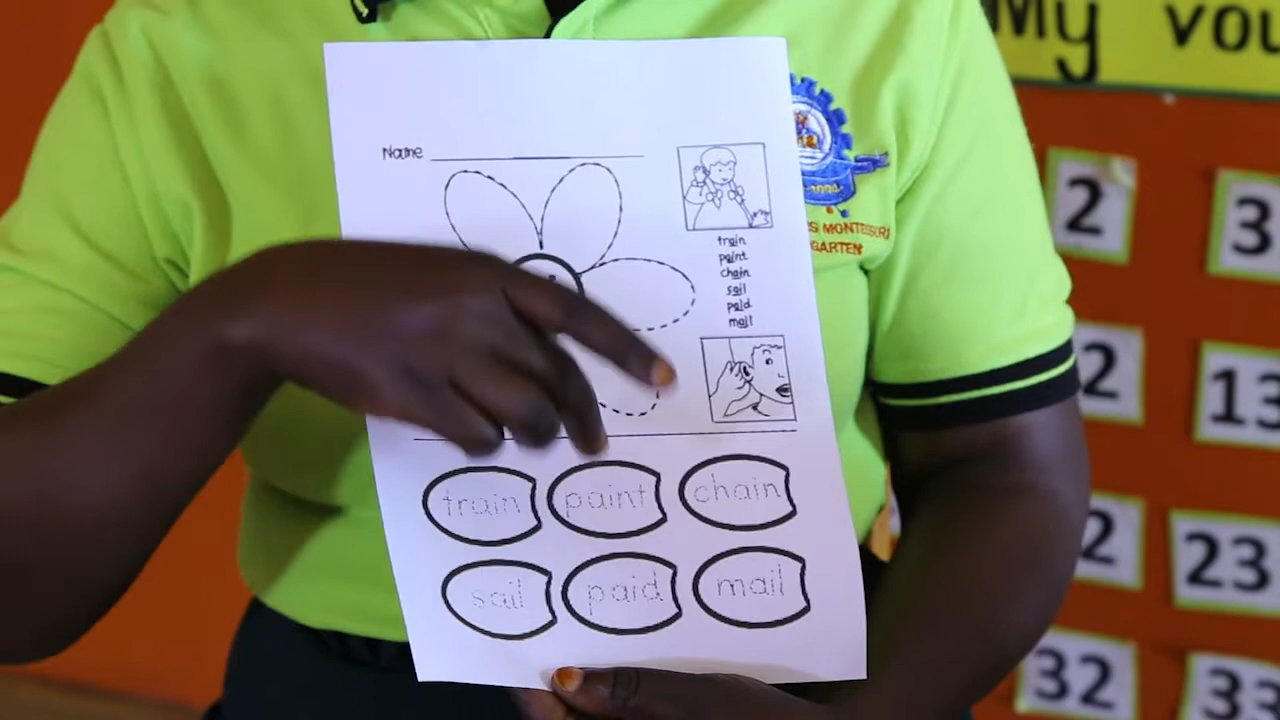 My vou
Name
train
paint
chain
sail
paid
mail
train paint chain
sail paid mail
S MONTESSORI
GARTEN
2 3
2 13
2 23
32 33